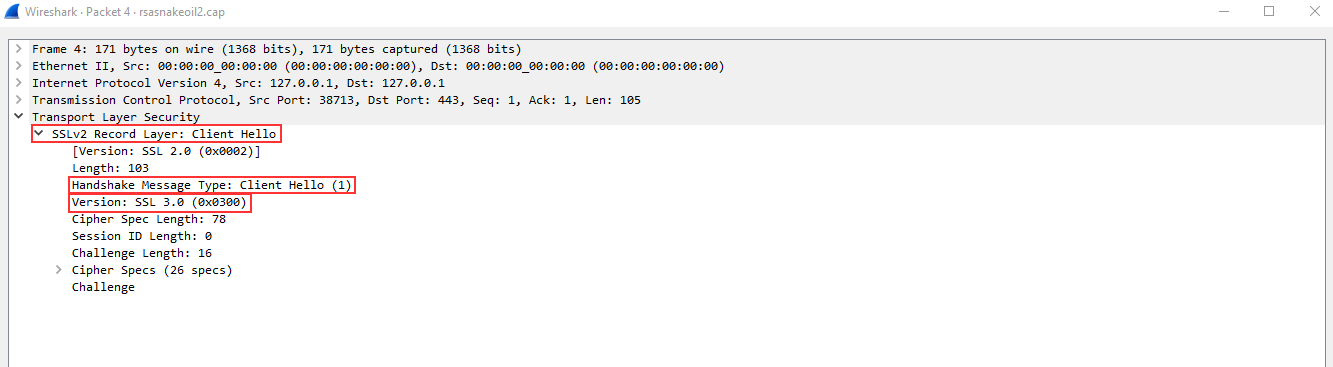 Wireshark · Packet 4 · rsasnakeoil2.cap
Frame 4: 171 bytes on wire (1368 bits), 171 bytes captured (1368 bits)
Ethernet II, Src: 00:00:00_00:00:00 (00:00:00:00:00:00), Dst: 00:00:00_00:00:00 (00:00:00:00:00:00)
Internet Protocol Version 4, Src: 127.0.0.1, Dst: 127.0.0.1
Transmission Control Protocol, Src Port: 38713, Dst Port: 443, Seq: 1, Ack: 1, Len: 105
Transport Layer Security
SSLv2 Record Layer: Client Hello
[Version: SSL 2.0 (0x0002)]
Length: 103
Handshake Message Type: Client Hello (1)
Version: SSL 3.0 (0x0300)
Cipher Spec Length: 78
Session ID Length: 0
Challenge Length: 16
Cipher Specs (26 specs)
Challenge